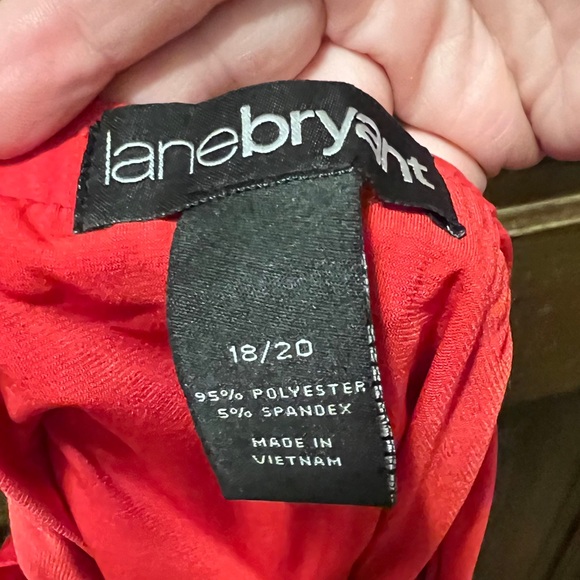 lanebryant
18/20
95% POLYESTER
5% SPANDEX
MADE IN
VIETNAM